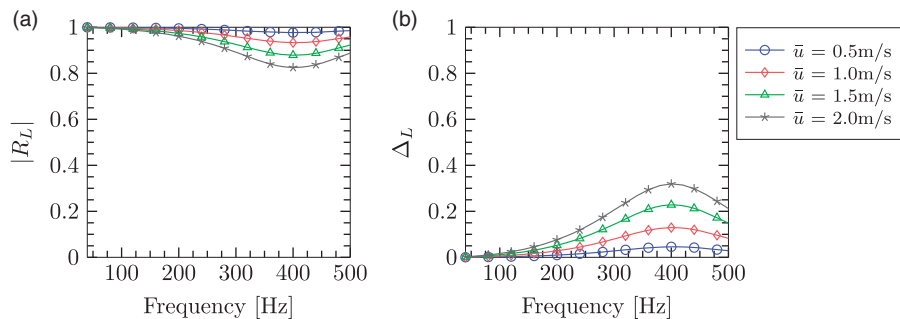 (a)
1
0.8
0.6
0.4
0.2
0
|R_L|
100 200 300 400 500
Frequency [Hz]
(b)
1
0.8
0.6
0.4
0.2
0
Δ_L
100 200 300 400 500
Frequency [Hz]
ū = 0.5m/s
ū = 1.0m/s
ū = 1.5m/s
ū = 2.0m/s